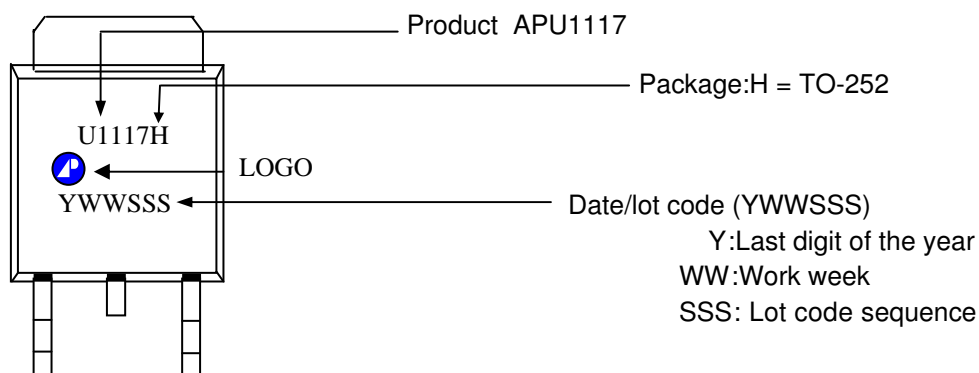 Product APU1117
Package:H = TO-252
U1117H
AP
LOGO
YWWSSS
Date/lot code (YWWSSS)
Y:Last digit of the year
WW:Work week
SSS: Lot code sequence